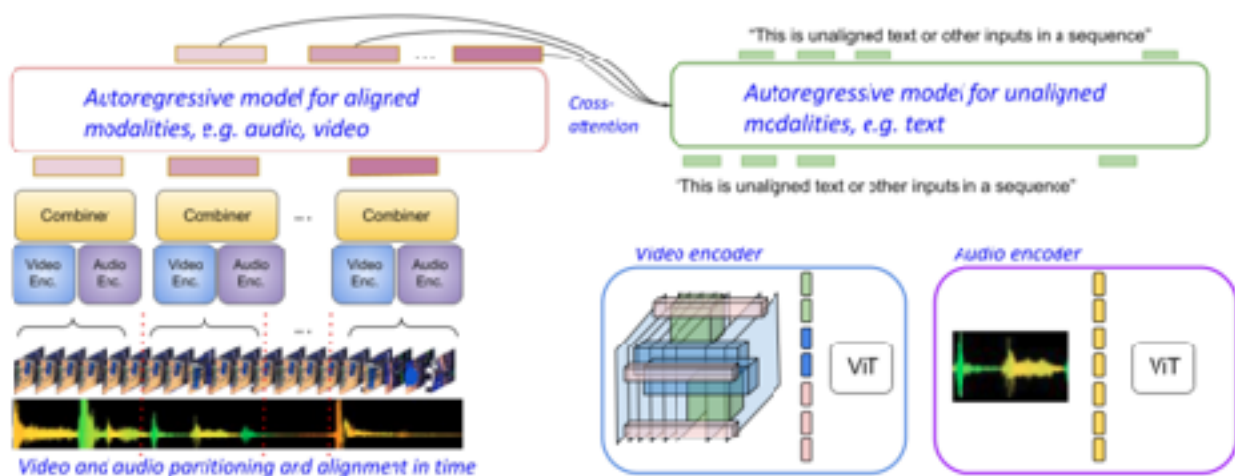 "This is unaligned text or other inputs in a sequence"
Autoregressive model for aligned
modalities, e.g. audio, video
...
Cross-
attention
Autoregressive model for unaligned
modalities, e.g. text
"This is unaligned text or other inputs in a sequence"
Combiner
Combiner
...
Combiner
Video
Enc.
Audio
Enc.
Video
Enc.
Audio
Enc.
Video
Enc.
Audio
Enc.
...
Video and audio partitioning and alignment in time
Video encoder
ViT
Audio encoder
ViT